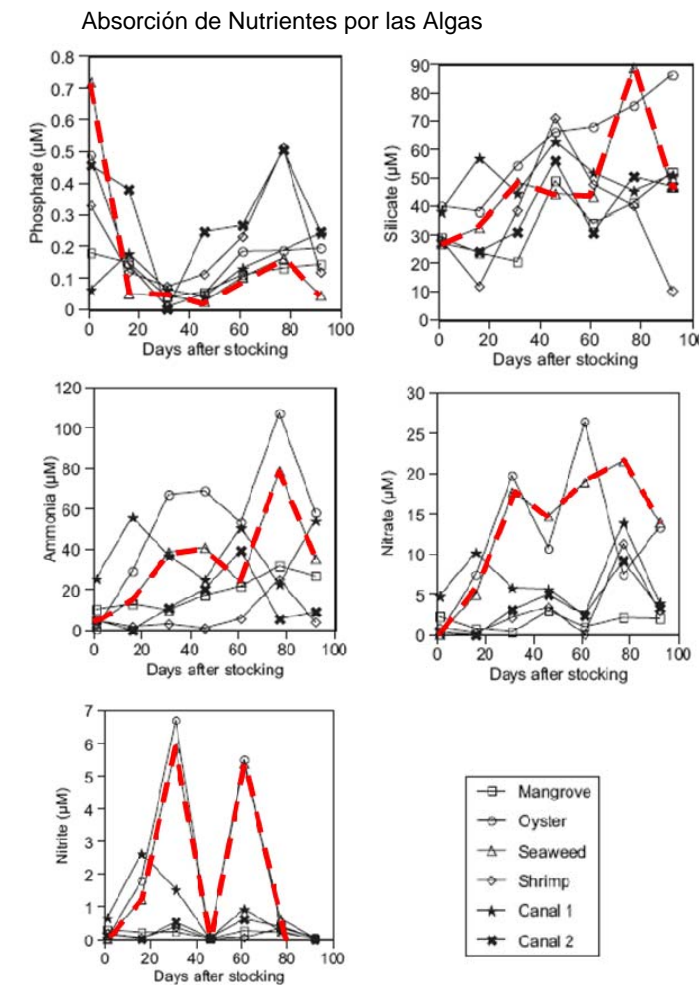 Absorción de Nutrientes por las Algas
0.8
0.7
0.6
0.5
0.4
0.3
0.2
0.1
0
Phosphate (µM)
0 20 40 60 80 100
Days after stocking
90
80
70
60
50
40
30
20
10
Silicate (µM)
0 20 40 60 80 10
Days after stocking
120
100
80
60
40
20
0
Ammonia (µM)
0 20 40 60 80 100
Days after stocking
30
25
20
15
10
5
0
Nitrate (µM)
0 20 40 60 80 100
Days after stocking
7
6
5
4
3
2
1
0
Nitrite (µM)
0 20 40 60 80 100
Days after stocking
Mangrove
Oyster
Seaweed
Shrimp
Canal 1
Canal 2